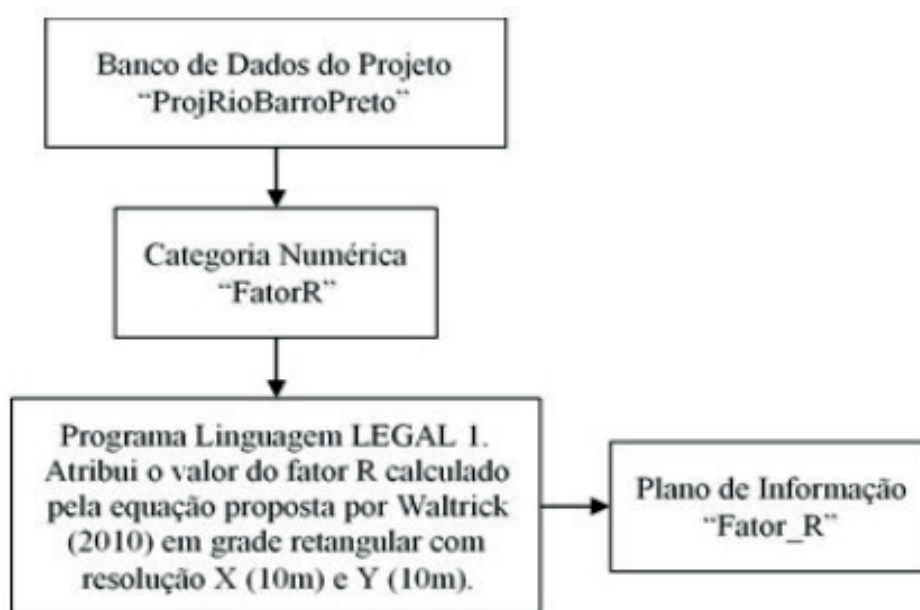 Banco de Dados do Projeto
“ProjRioBarroPreto”
Categoria Numérica
“FatorR”
Programa Linguagem LEGAL 1.
Atribui o valor do fator R calculado
pela equação proposta por Waltrick
(2010) em grade retangular com
resolução X (10m) e Y (10m).
Plano de Informação
“Fator_R”